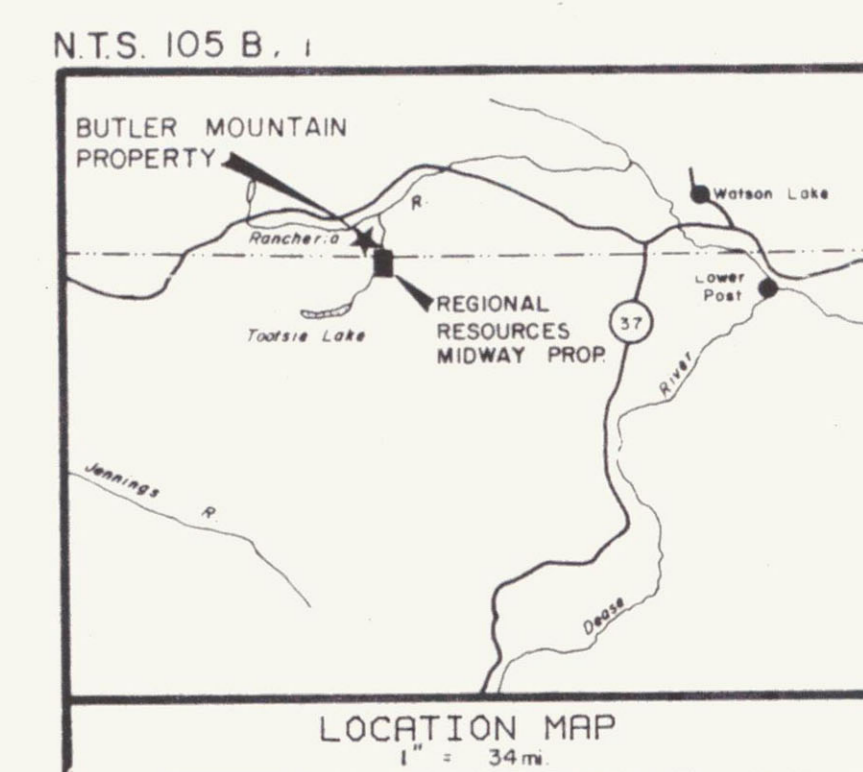 N.T.S. 105 B, 1
BUTLER MOUNTAIN
PROPERTY
R.
Watson Lake
Rancheria
Lower
Post
REGIONAL
RESOURCES
MIDWAY PROP.
37
Tootsie Lake
River
Jennings
R.
Dease
LOCATION MAP
1" = 34 mi.